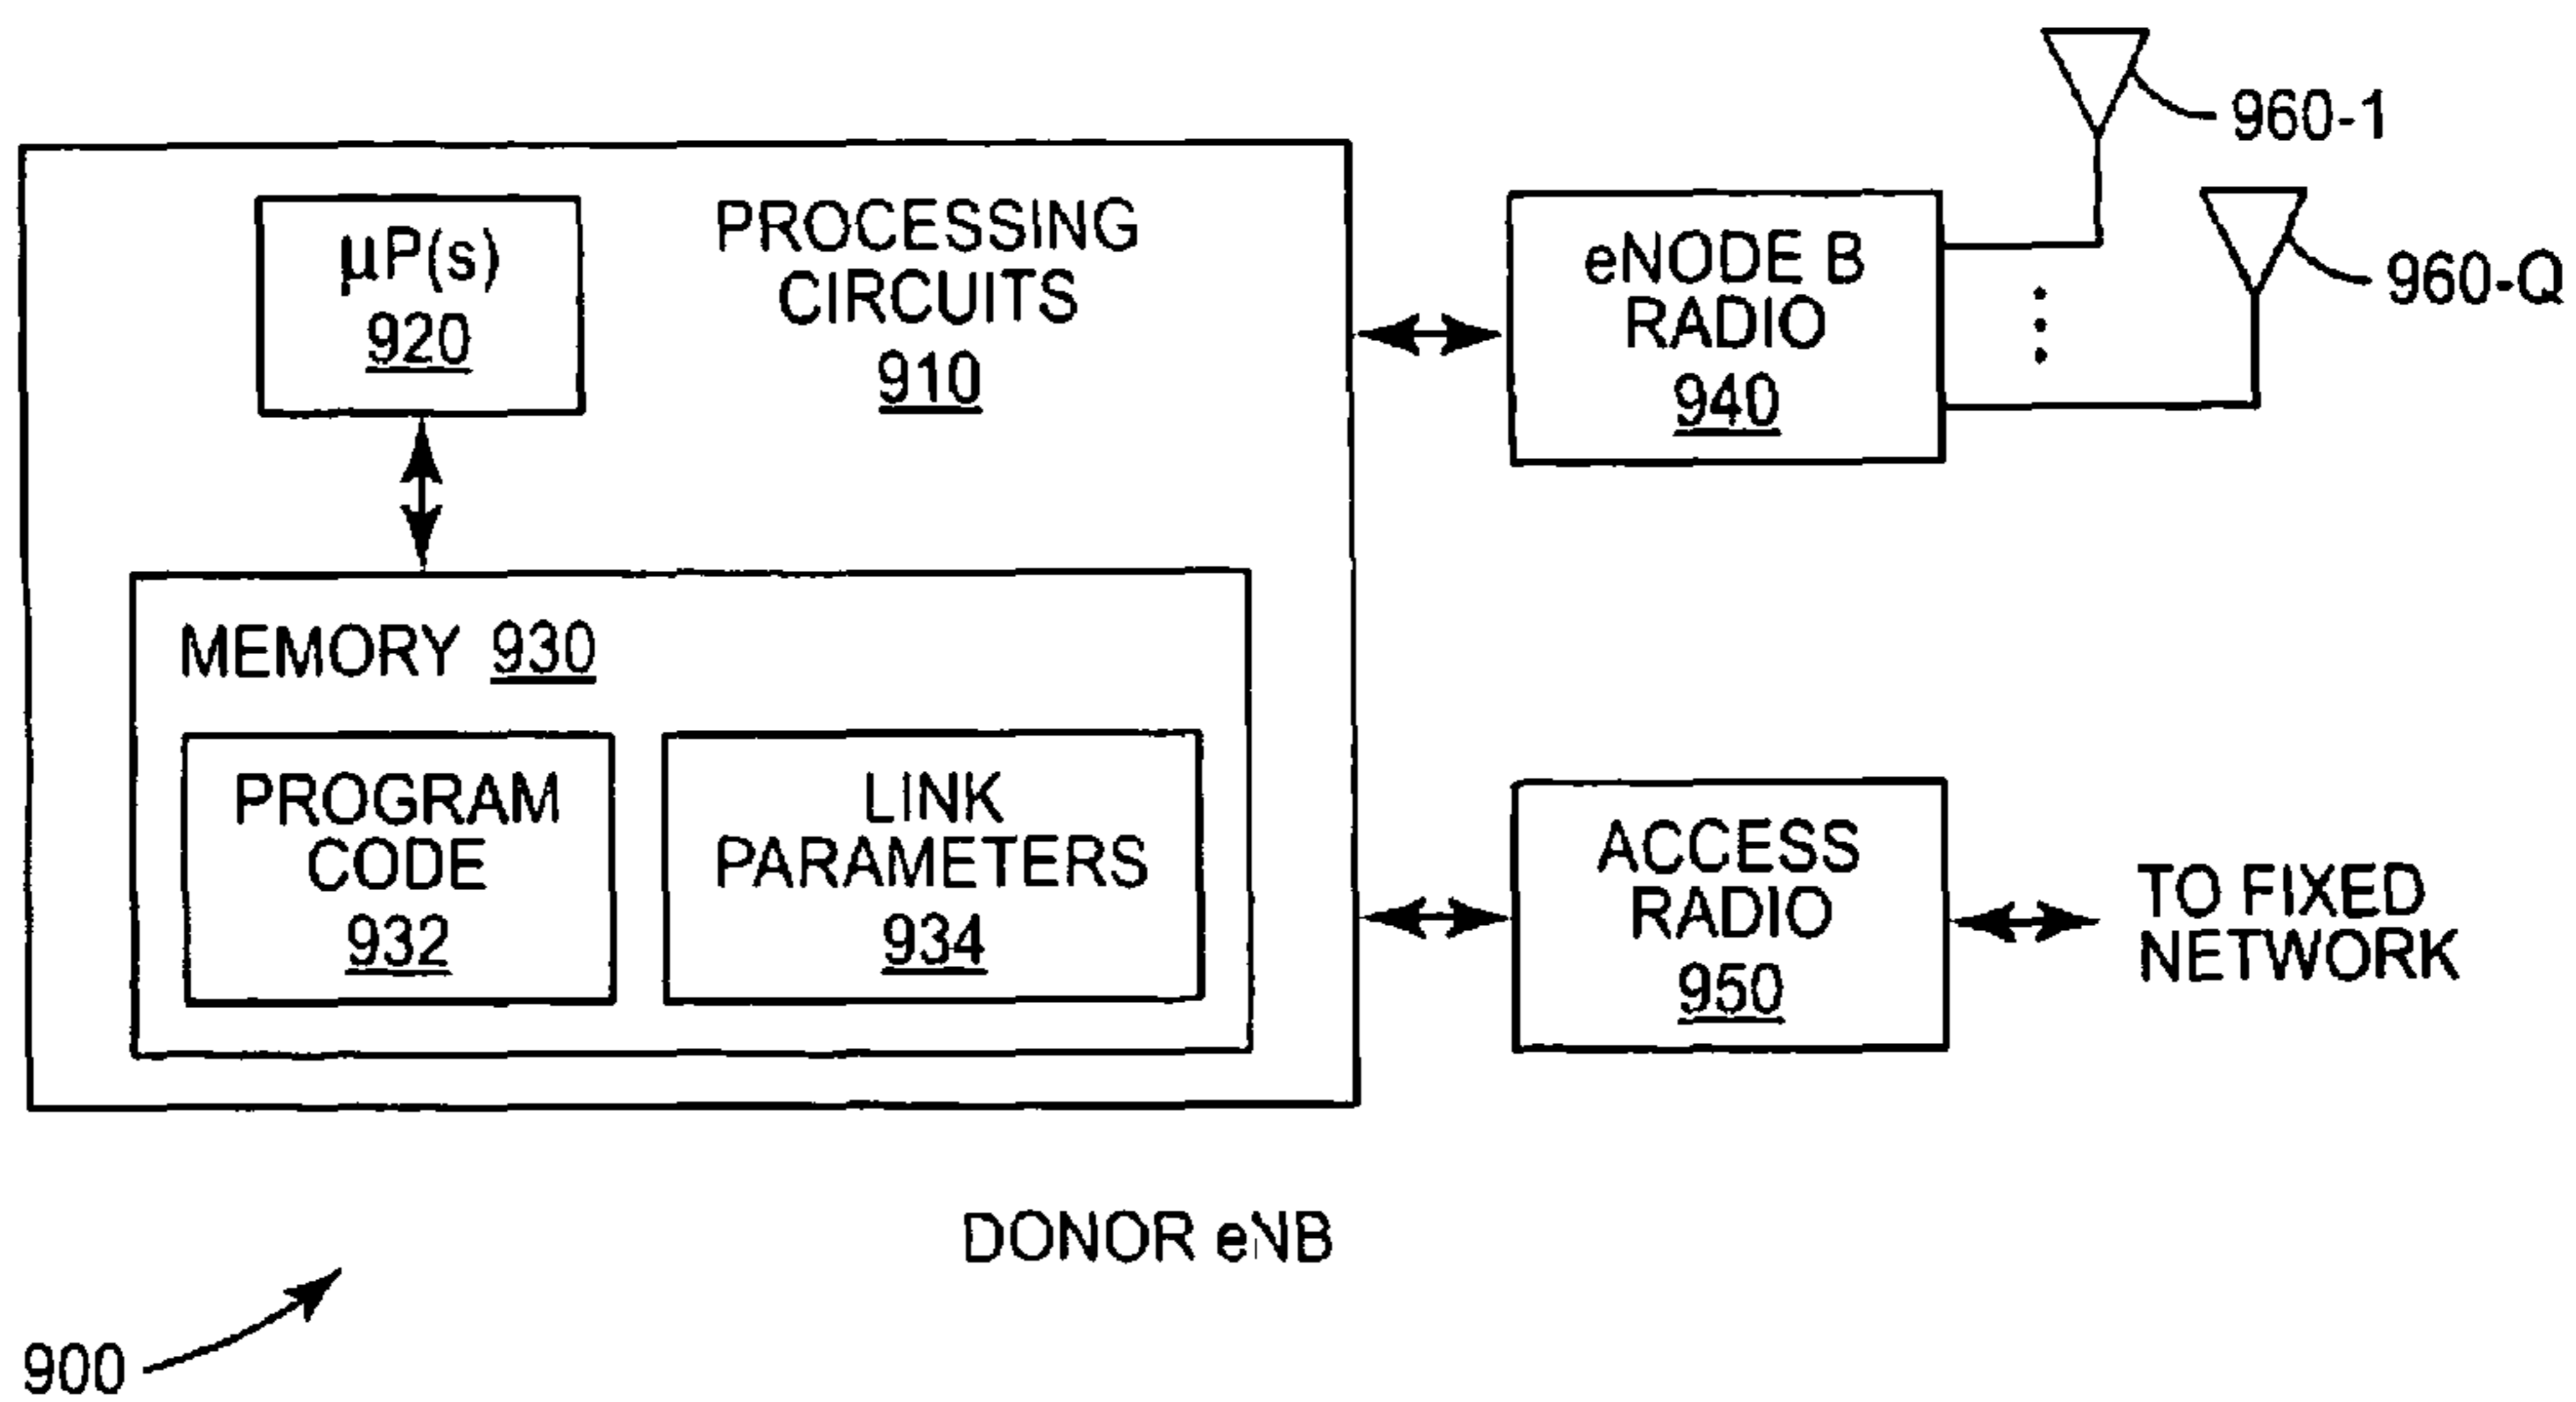 960-1
960-Q
µP(s)
920
PROCESSING
CIRCUITS
910
eNODE B
RADIO
940
MEMORY 930
PROGRAM
CODE
932
LINK
PARAMETERS
934
ACCESS
RADIO
950
TO FIXED
NETWORK
DONOR eNB
900